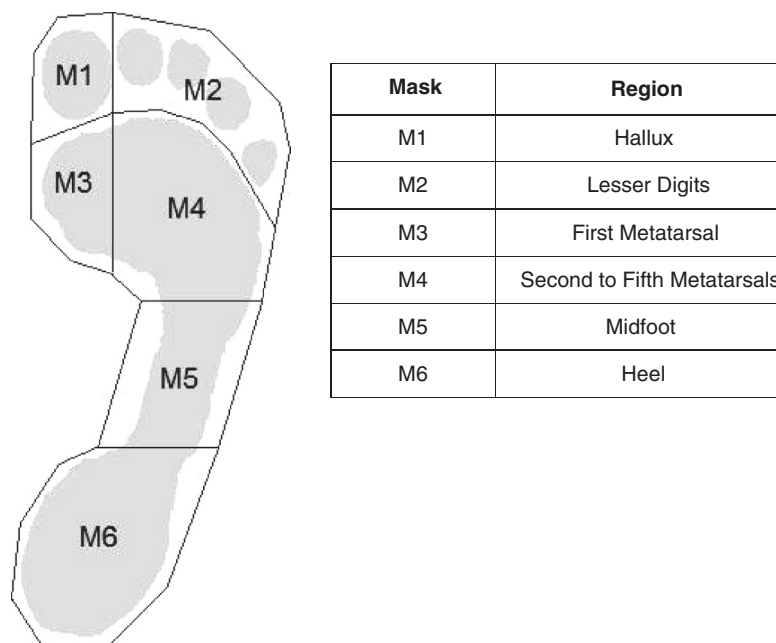 M1
M2
M3
M4
M5
M6
Mask Region
M1 Hallux
M2 Lesser Digits
M3 First Metatarsal
M4 Second to Fifth Metatarsals
M5 Midfoot
M6 Heel